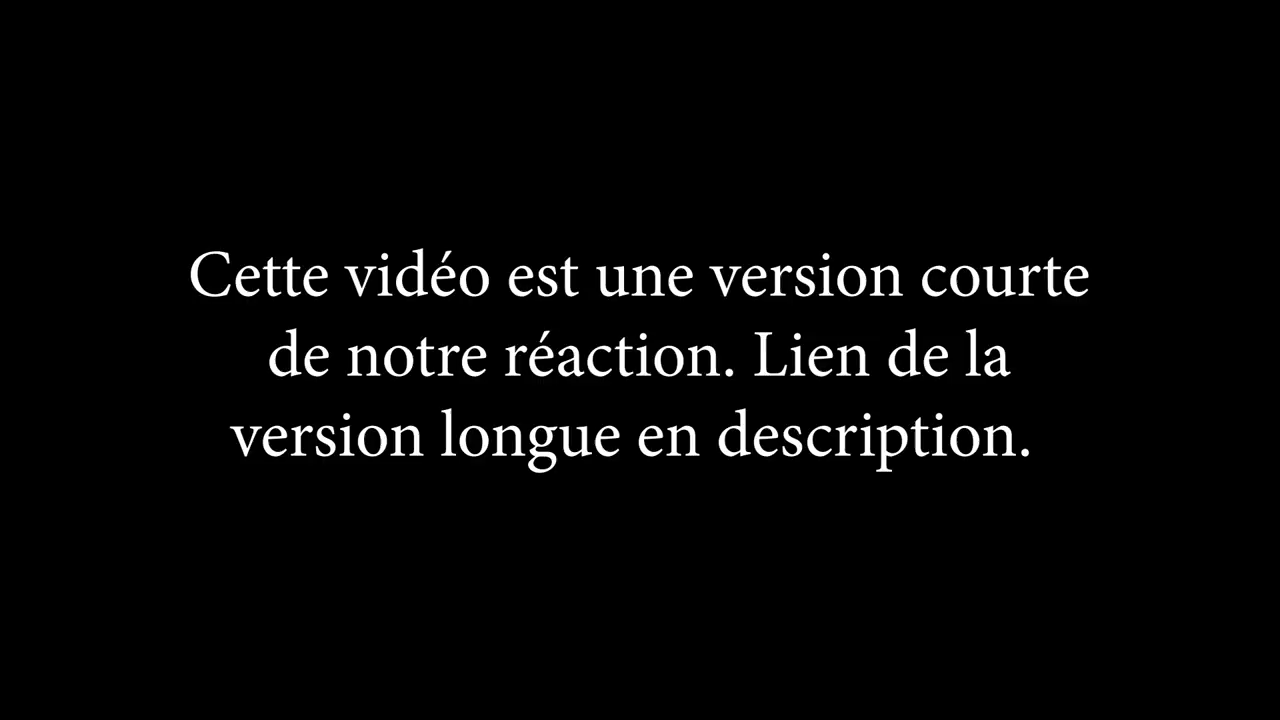 Cette vidéo est une version courte
de notre réaction. Lien de la
version longue en description.